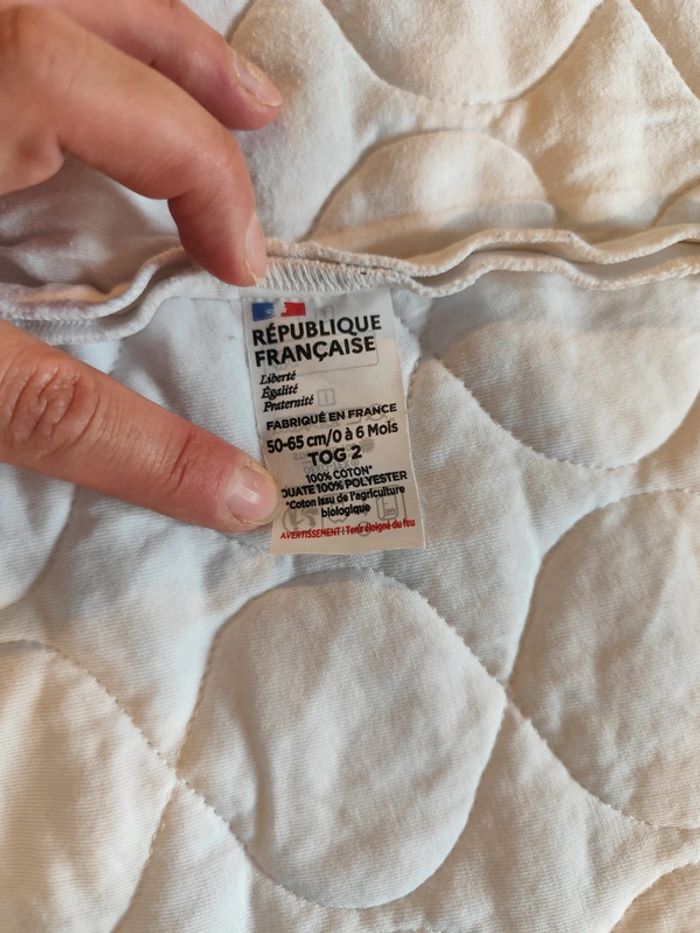 RÉPUBLIQUE
FRANÇAISE
Liberté
Égalité
Fraternité
FABRIQUÉ EN FRANCE
50-65 cm/0 à 6 Mois
TOG 2
100% COTON*
OUATE 100% POLYESTER
*Coton issu de l'agriculture
biologique
AVERTISSEMENT ! Tenir éloigné du feu